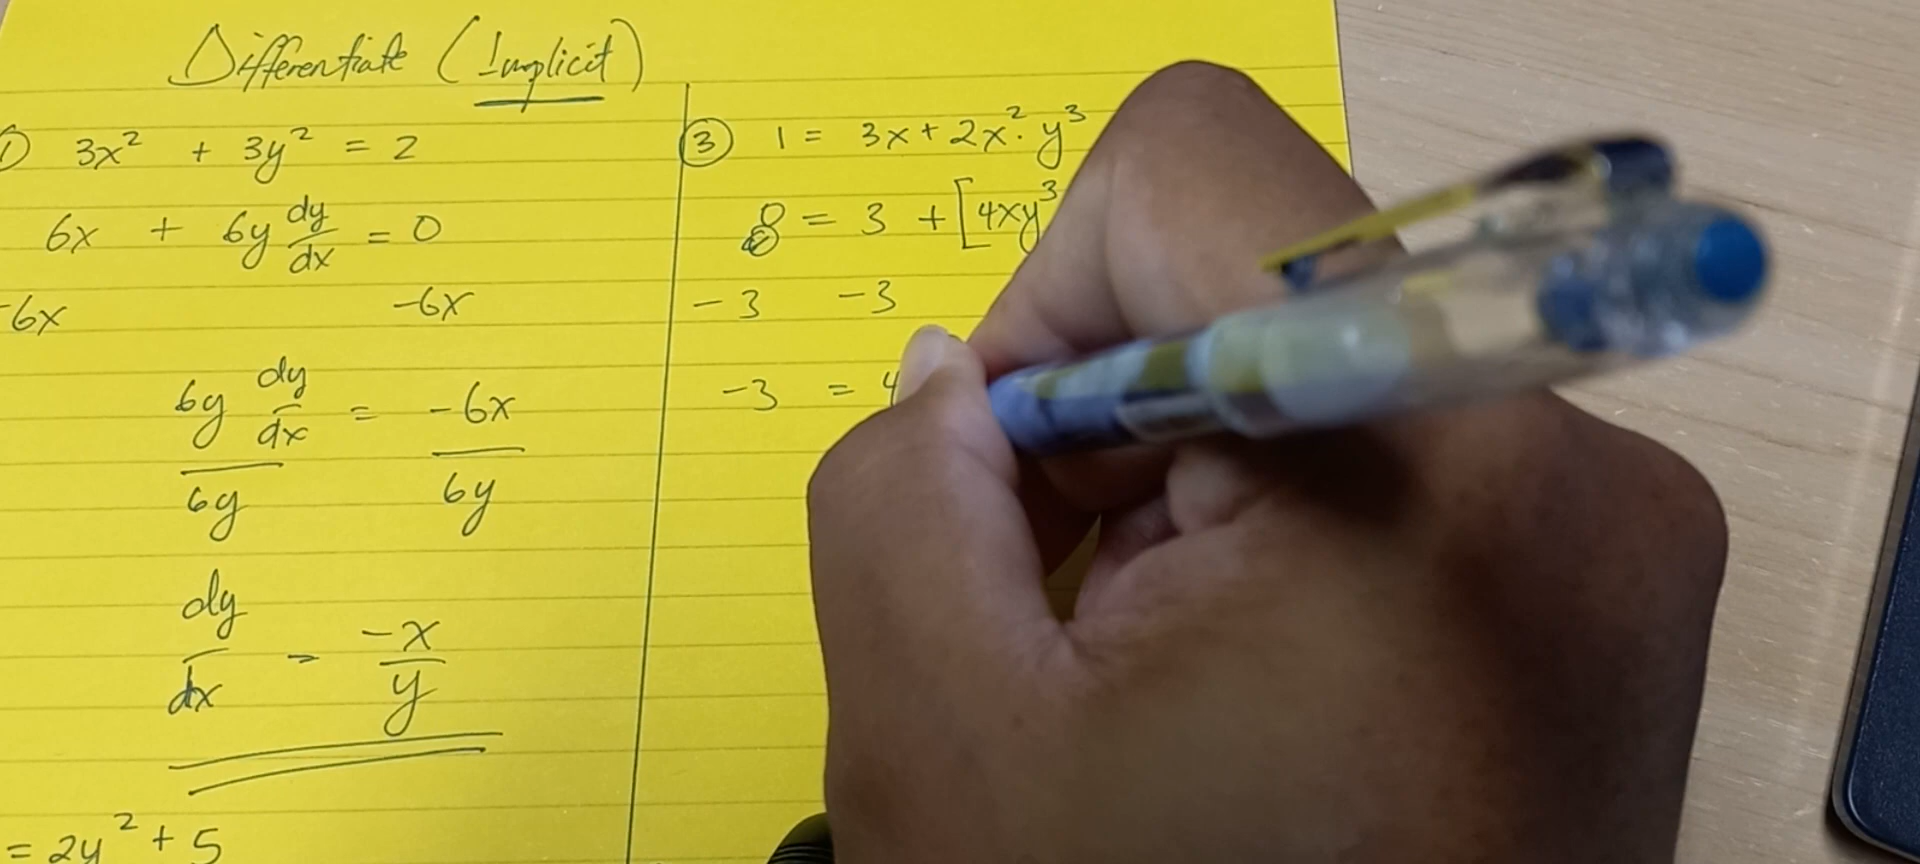 Differentiate (Implicit)
1) 3x² + 3y² = 2
6x + 6y dy/dx = 0
-6x -6x
6y dy/dx = -6x
6y 6y
dy/dx = -x/y
= 2y² + 5
3 1 = 3x + 2x² · y³
= 3 + [4xy³
-3 -3
-3 = 4